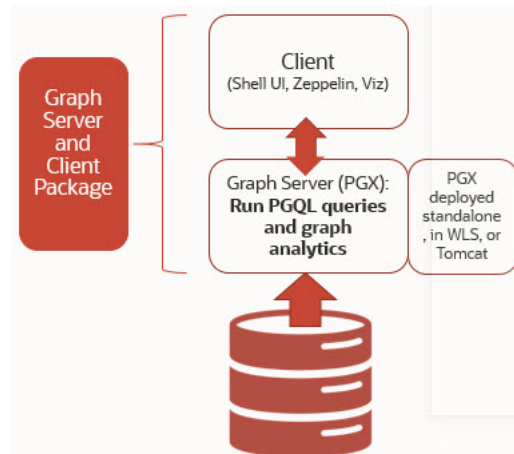 Graph
Server
and
Client
Package
Client
(Shell UI, Zeppelin, Viz)
Graph Server (PGX):
Run PGQL queries
and graph
analytics
PGX
deployed
standalone
, in WLS, or
Tomcat